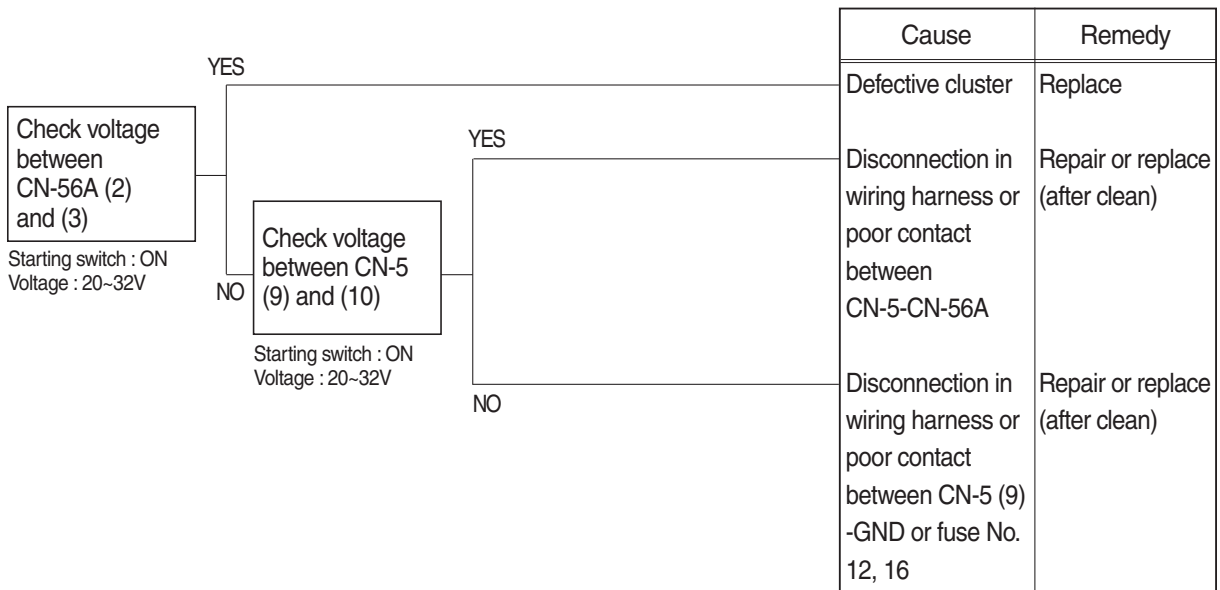 YES
Check voltage
between
CN-56A (2)
and (3)
Starting switch : ON
Voltage : 20~32V
NO
Check voltage
between CN-5
(9) and (10)
Starting switch : ON
Voltage : 20~32V
YES
NO
Cause
Remedy
Defective cluster
Replace
Disconnection in
wiring harness or
poor contact
between
CN-5-CN-56A
Repair or replace
(after clean)
Disconnection in
wiring harness or
poor contact
between CN-5 (9)
-GND or fuse No.
12, 16
Repair or replace
(after clean)